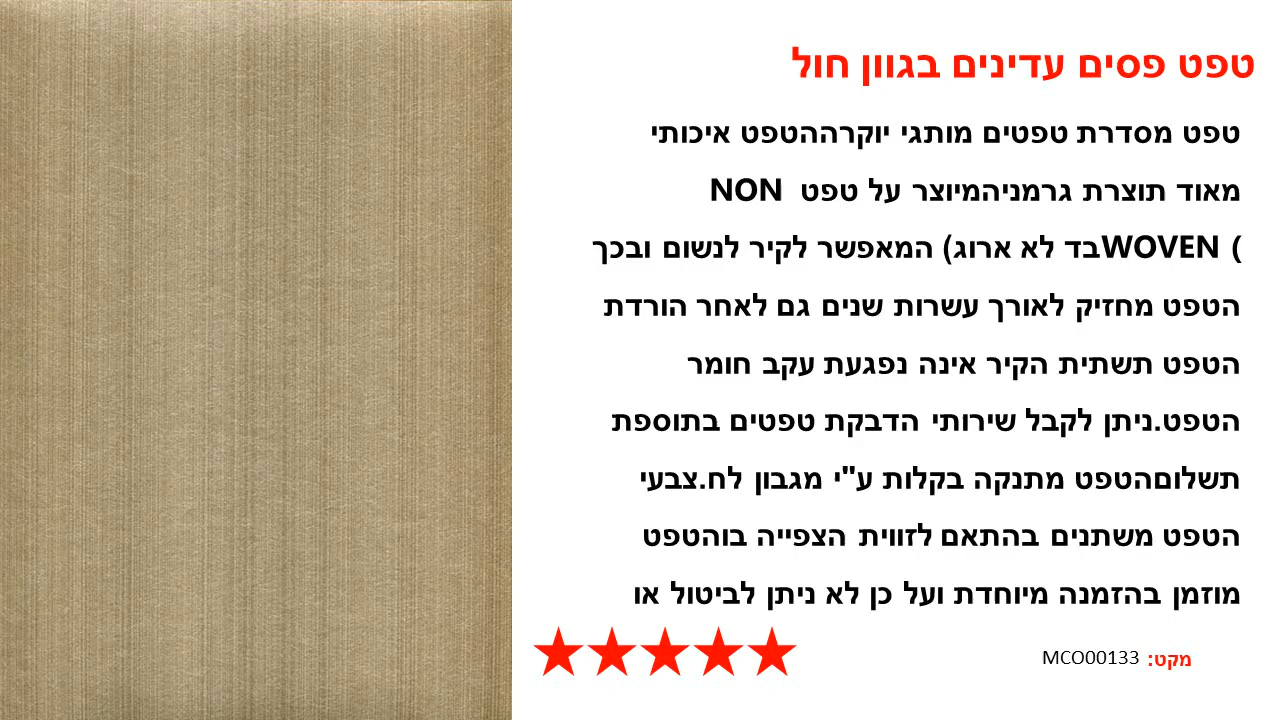 טפט פסים עדינים בגוון חול
טפט מסדרת טפטים מותגי יוקרההטפט איכותי
מאוד תוצרת גרמניהמיוצר על טפט NON
WOVEN (בד לא ארוג) המאפשר לקיר לנשום ובכך
הטפט מחזיק לאורך עשרות שנים גם לאחר הורדת
הטפט תשתית הקיר אינה נפגעת עקב חומר
הטפט.ניתן לקבל שירותי הדבקת טפטים בתוספת
תשלוםהטפט מתנקה בקלות ע"י מגבון לח.צבעי
הטפט משתנים בהתאם לזווית הצפייה בוהטפט
מוזמן בהזמנה מיוחדת ועל כן לא ניתן לביטול או
מקט: MCO00133